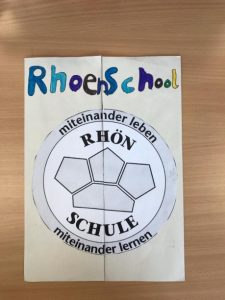 RhoenSchool
miteinander leben
RHÖN
SCHULE
miteinander lernen